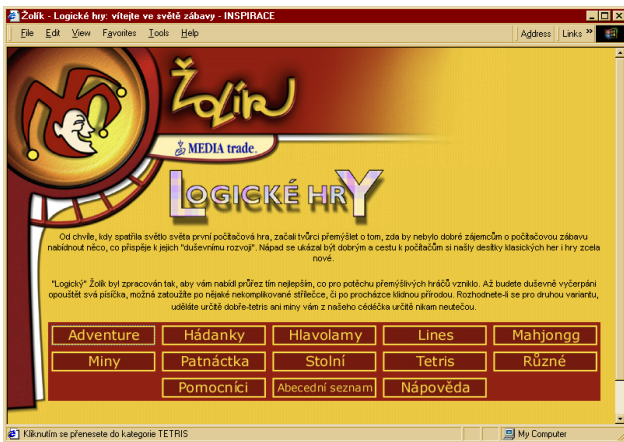 Žolík - Logické hry: vítejte ve světě zábavy - INSPIRACE
File Edit View Favorites Tools Help Address Links »
Žolík
MEDIA trade.
LOGICKÉ HRY
Od chvíle, kdy spatřila světlo světa první počítačová hra, začali tvůrci přemýšlet o tom, zda by nebylo dobré zájemcům o počítačovou zábavu
nabídnout něco, co přispěje k jejich "duševnímu rozvoji". Nápad se ukázal být dobrým a cestu k počítačům si našly desítky klasických her i hry zcela
nové.
"Logický" Žolík byl zpracován tak, aby vám nabídl průřez tím nejlepším, co pro potěchu přemýšlivých hráčů vzniklo. Až budete duševně vyčerpáni
opouštět svá písíčka, možná zatoužíte po nějaké nekomplikované střílečce, či po procházce klidnou přírodou. Rozhodnete-li se pro druhou variantu,
uděláte určitě dobře-tetris ani miny vám z našeho cédéčka určitě nikam neutečou.
Adventure Hádanky Hlavolamy Lines Mahjongg
Miny Patnáctka Stolní Tetris Různé
Pomocníci Abecední seznam Nápověda
Kliknutím se přenesete do kategorie TETRIS My Computer